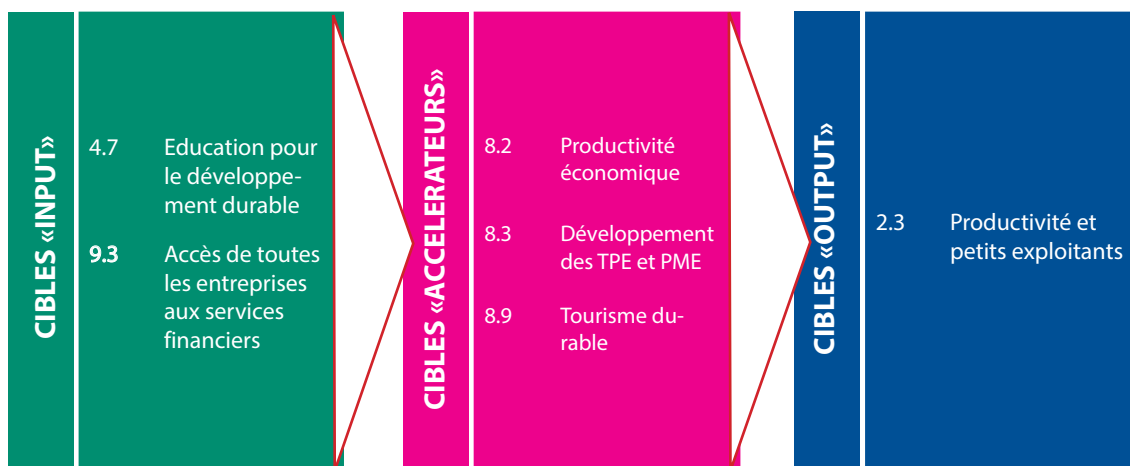 CIBLES «INPUT»
4.7 Education pour
le développe-
ment durable
9.3 Accès de toutes
les entreprises
aux services
financiers
CIBLES «ACCELERATEURS»
8.2 Productivité
économique
8.3 Développement
des TPE et PME
8.9 Tourisme du-
rable
CIBLES «OUTPUT»
2.3 Productivité et
petits exploitants